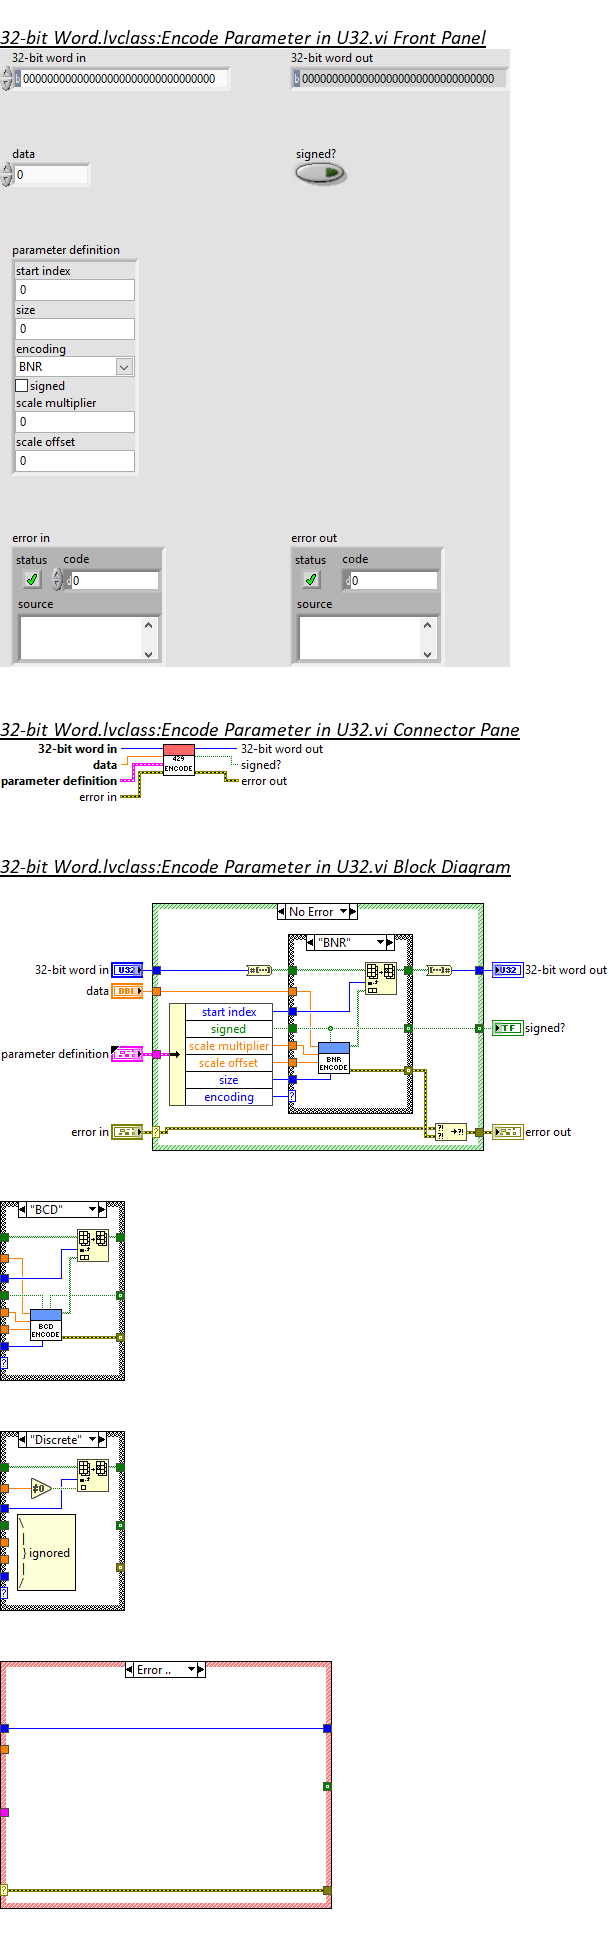 32-bit Word.lvclass:Encode Parameter in U32.vi Front Panel
32-bit word in
32-bit word out
b 00000000000000000000000000000000
b 00000000000000000000000000000000
data
signed?
0
parameter definition
start index
0
size
0
encoding
BNR
signed
scale multiplier
0
scale offset
0
error in
error out
status code
status code
d 0
d 0
source
source
32-bit Word.lvclass:Encode Parameter in U32.vi Connector Pane
32-bit word in
32-bit word out
data
429
ENCODE
signed?
parameter definition
error out
error in
32-bit Word.lvclass:Encode Parameter in U32.vi Block Diagram
No Error
"BNR"
32-bit word in
U32
#[...]
[...]#
U32
32-bit word out
data
DBL
start index
signed
TF
signed?
scale multiplier
parameter definition
BNR
ENCODE
scale offset
size
encoding
?
error in
?
?!
?!
→?!
error out
"BCD"
BCD
ENCODE
?
"Discrete"
≠0
\
|
} ignored
|
/
?
Error ..
?